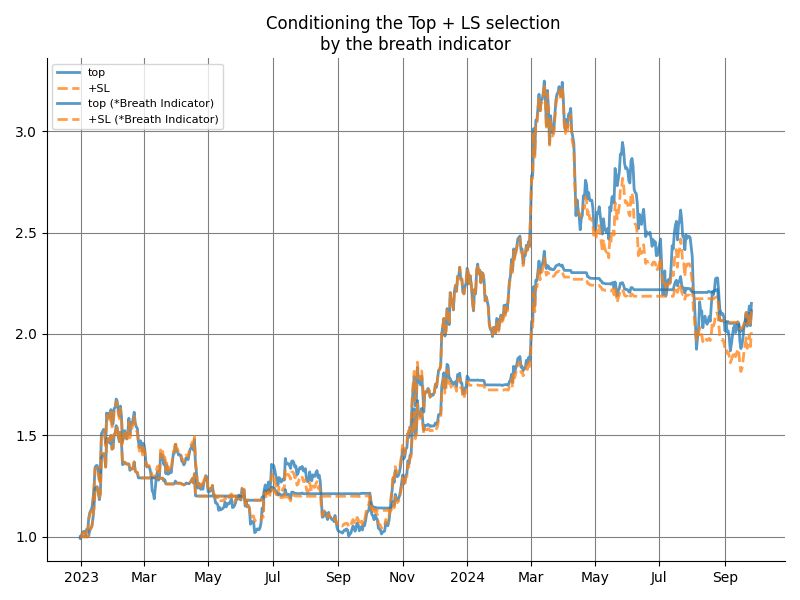 Conditioning the Top + LS selection
by the breath indicator
top
+SL
top (*Breath Indicator)
+SL (*Breath Indicator)
3.0
2.5
2.0
1.5
1.0
2023 Mar May Jul Sep Nov 2024 Mar May Jul Sep